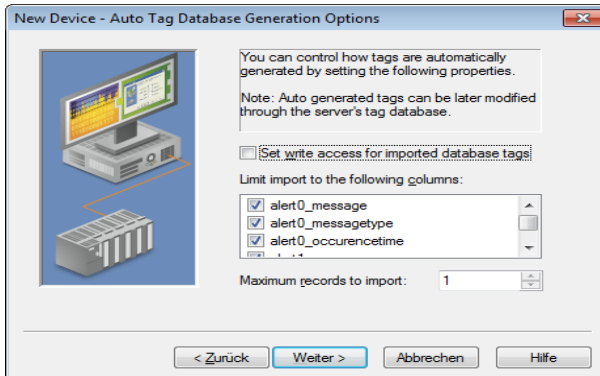 New Device - Auto Tag Database Generation Options
You can control how tags are automatically
generated by setting the following properties.
Note: Auto generated tags can be later modified
through the server's tag database.
Set write access for imported database tags
Limit import to the following columns:
alert0_message
alert0_messagetype
alert0_occurencetime
Maximum records to import:
1
< Zurück
Weiter >
Abbrechen
Hilfe